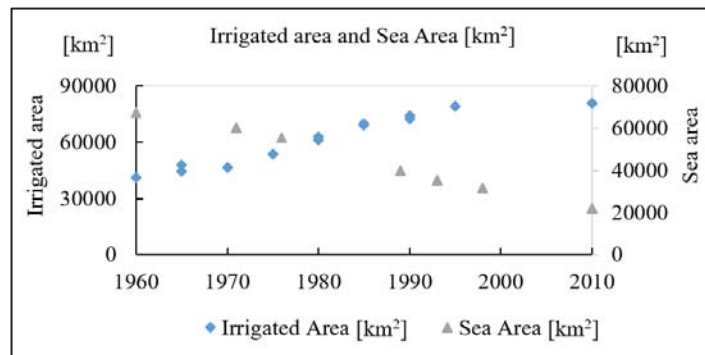 Irrigated area and Sea Area [km²]
[km²]
[km²]
Irrigated area
90000
60000
30000
0
80000
60000
40000
20000
0
Sea area
1960 1970 1980 1990 2000 2010
Irrigated Area [km²] Sea Area [km²]